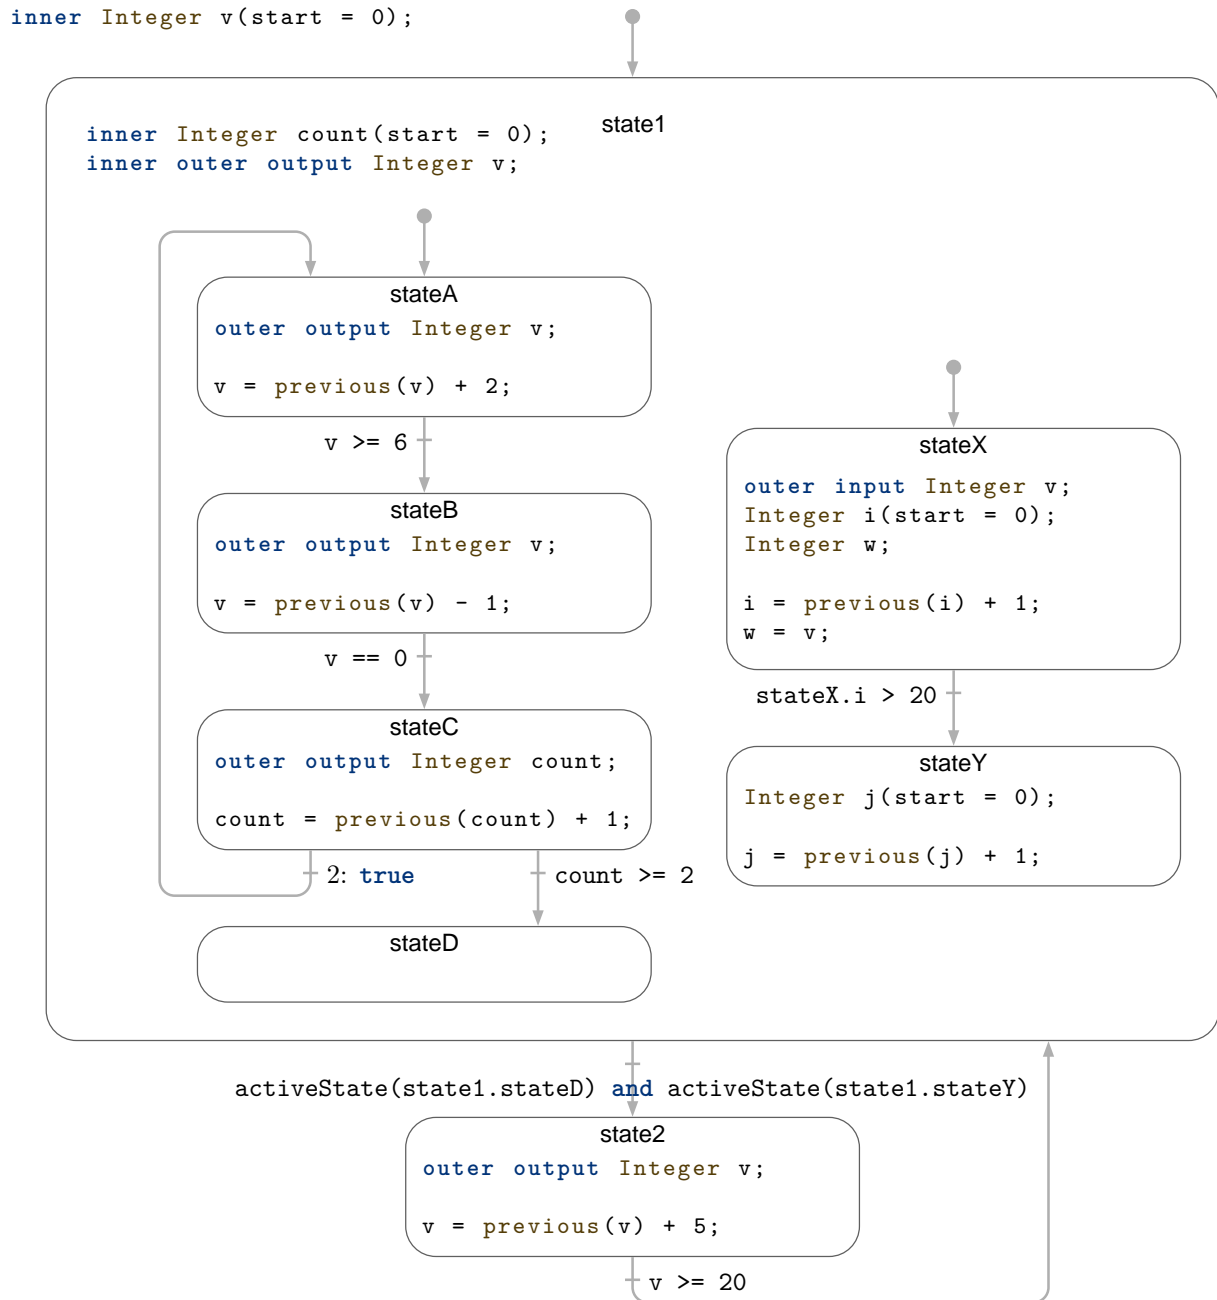 inner Integer v(start = 0);
state1
inner Integer count(start = 0);
inner outer output Integer v;
stateA
outer output Integer v;
v = previous(v) + 2;
v >= 6
stateB
outer output Integer v;
v = previous(v) - 1;
v == 0
stateC
outer output Integer count;
count = previous(count) + 1;
2: true
count >= 2
stateD
stateX
outer input Integer v;
Integer i(start = 0);
Integer w;
i = previous(i) + 1;
w = v;
stateX.i > 20
stateY
Integer j(start = 0);
j = previous(j) + 1;
activeState(state1.stateD) and activeState(state1.stateY)
state2
outer output Integer v;
v = previous(v) + 5;
v >= 20